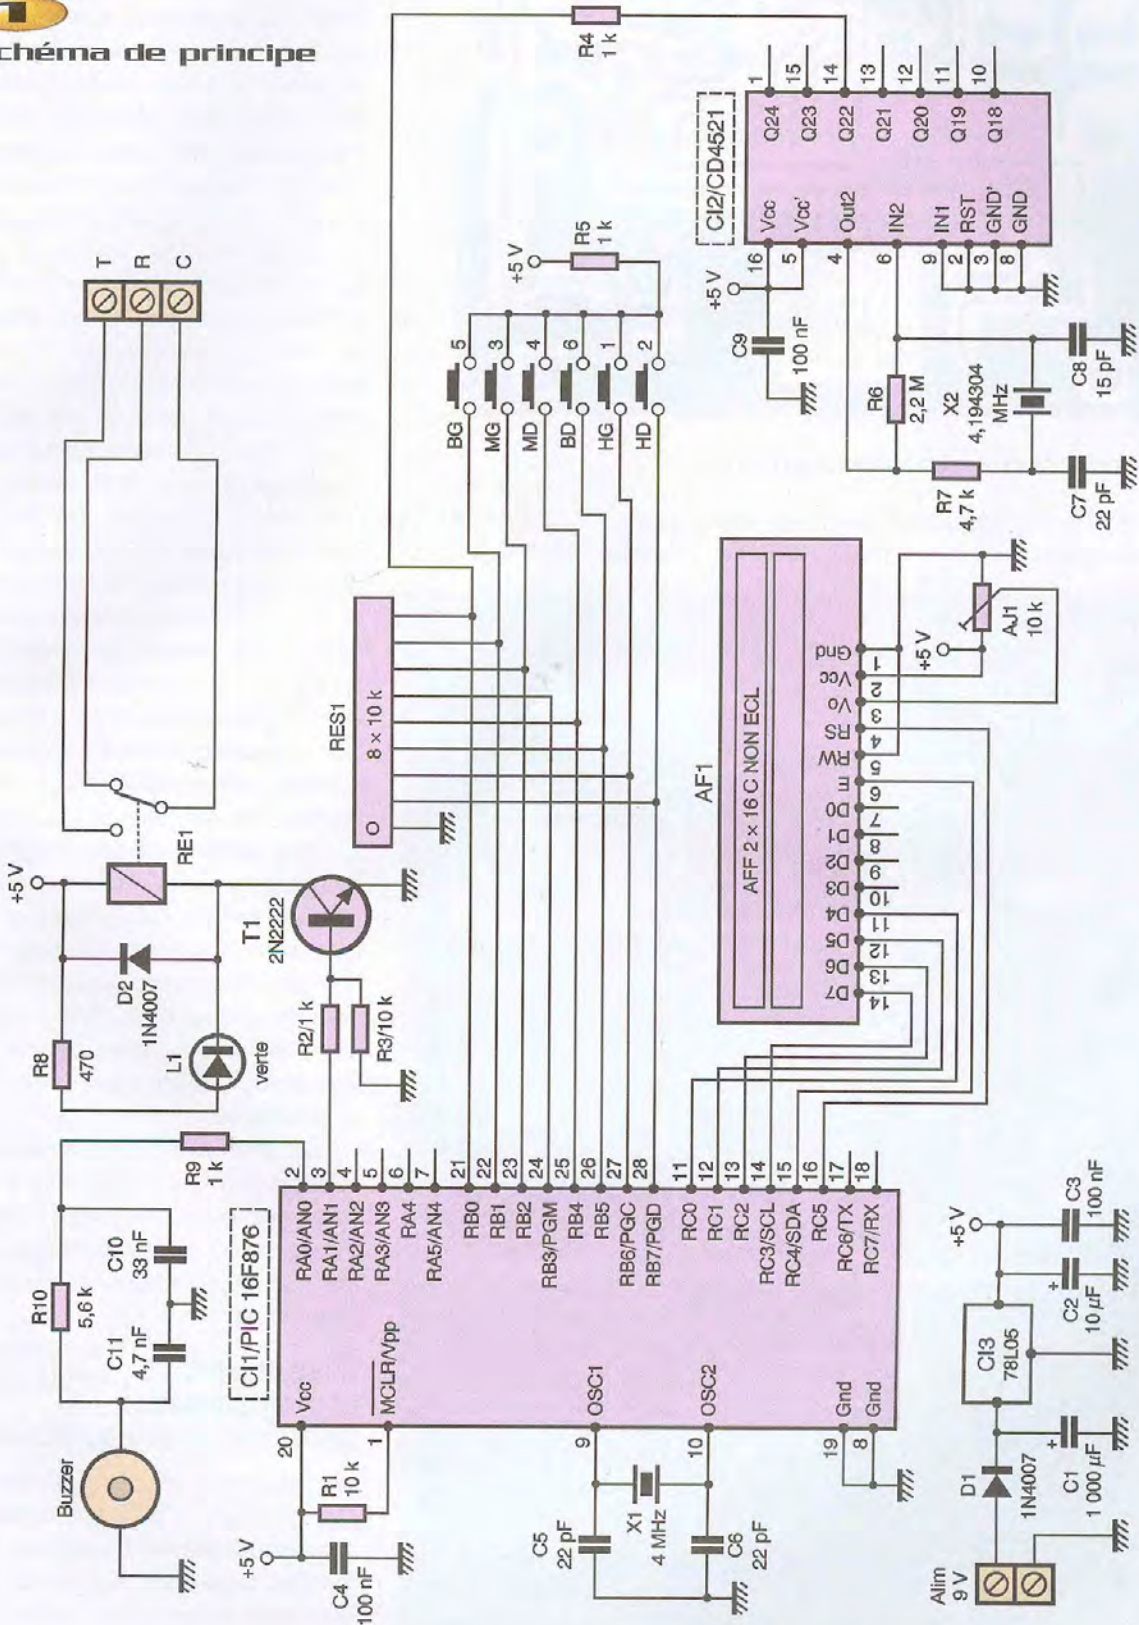 1
chéma de principe
R4
1 k
1
15
14
13
12
11
10
Q24
Q23
Q22
Q21
Q20
Q19
Q18
CI2/CD4521
Vcc
Vcc'
Out2
IN2
IN1
RST
GND'
GND
16
5
4
6
9
2
3
8
+5 V
C9
100 nF
R6
2,2 M
X2
4,194304
MHz
C8
15 pF
R7
4,7 k
C7
22 pF
T
R
C
+5 V
R5
1 k
5
3
4
6
1
2
BG
MG
MD
BD
HG
HD
RES1
8 × 10 k
AF1
AFF 2 × 16 C NON ECL
Gnd
Vcc
Vo
RS
RW
E
D0
D1
D2
D3
D4
D5
D6
D7
1
2
3
4
5
6
7
8
9
10
11
12
13
14
+5 V
AJ1
10 k
+5 V
RE1
D2
1N4007
R8
470
L1
verte
T1
2N2222
R2/1 k
R3/10 k
R9
1 k
R10
5,6 k
C10
33 nF
C11
4,7 nF
Buzzer
CI1/PIC 16F876
2
3
4
5
6
7
21
22
23
24
25
26
27
28
11
12
13
14
15
16
17
18
RA0/AN0
RA1/AN1
RA2/AN2
RA3/AN3
RA4
RA5/AN4
RB0
RB1
RB2
RB3/PGM
RB4
RB5
RB6/PGC
RB7/PGD
RC0
RC1
RC2
RC3/SCL
RC4/SDA
RC5
RC6/TX
RC7/RX
Vcc
MCLR/Vpp
OSC1
OSC2
Gnd
Gnd
20
1
9
10
19
8
+5 V
R1
10 k
C4
100 nF
C5
22 pF
X1
4 MHz
C6
22 pF
Alim
9 V
D1
1N4007
C1
1 000 µF
CI3
78L05
C2
10 µF
+5 V
C3
100 nF